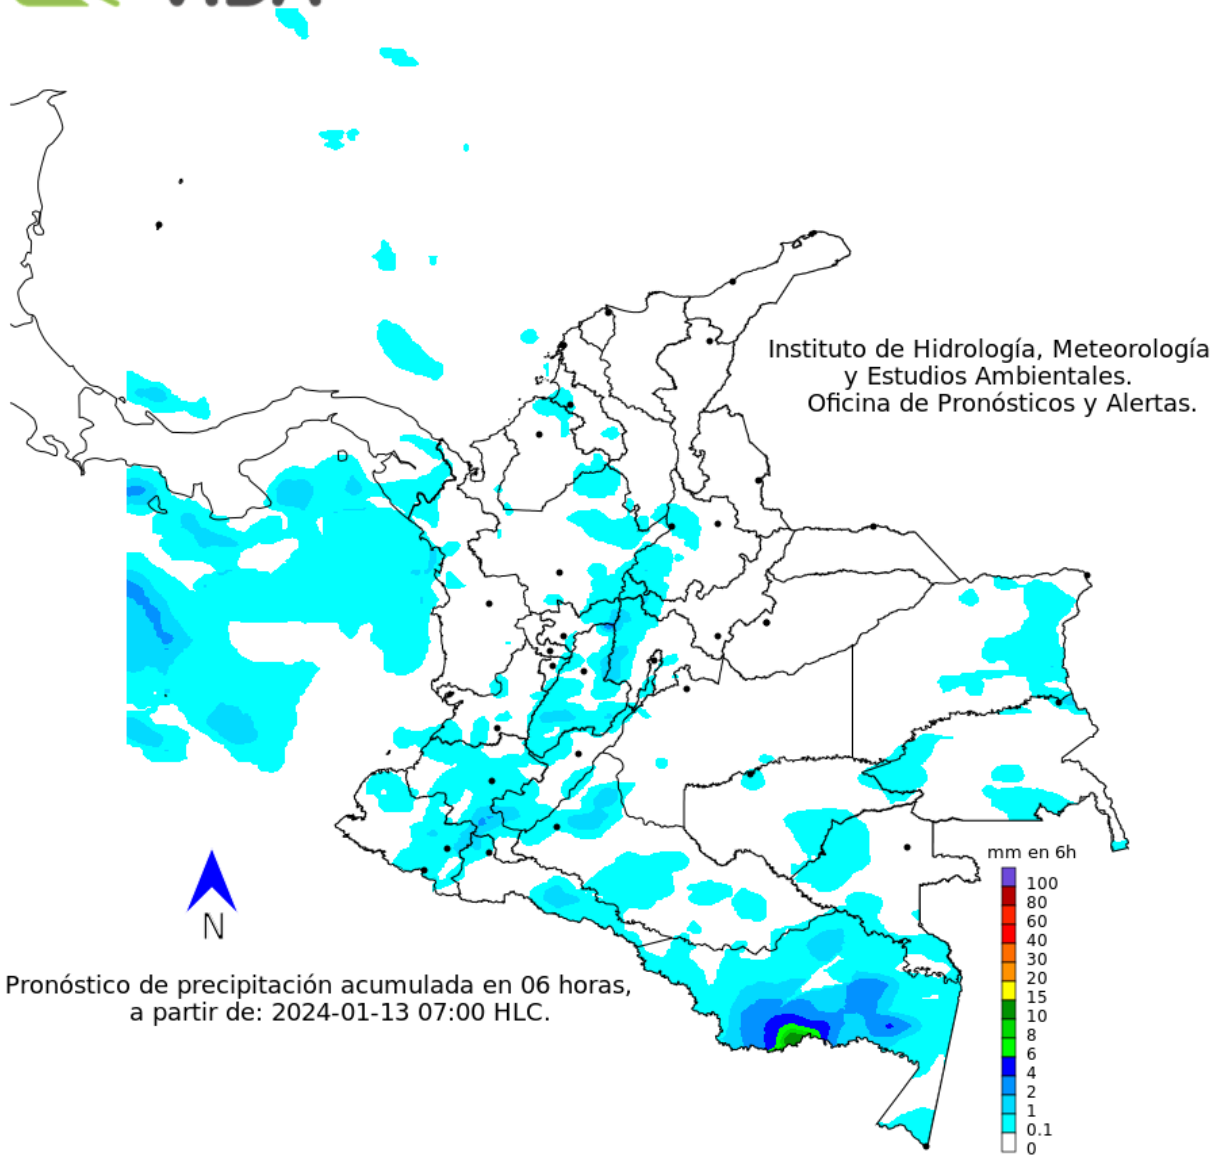 Instituto de Hidrología, Meteorología
y Estudios Ambientales.
Oficina de Pronósticos y Alertas.
mm en 6h
100
80
60
40
30
20
15
10
8
6
4
2
1
0.1
0
N
Pronóstico de precipitación acumulada en 06 horas,
a partir de: 2024-01-13 07:00 HLC.